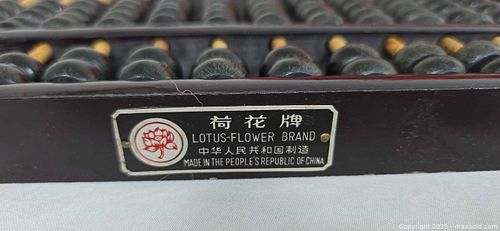 荷花牌
LOTUS-FLOWER BRAND
中华人民共和国制造
MADE IN THE PEOPLE'S REPUBLIC OF CHINA
Copyright 2025 - maxsold.com